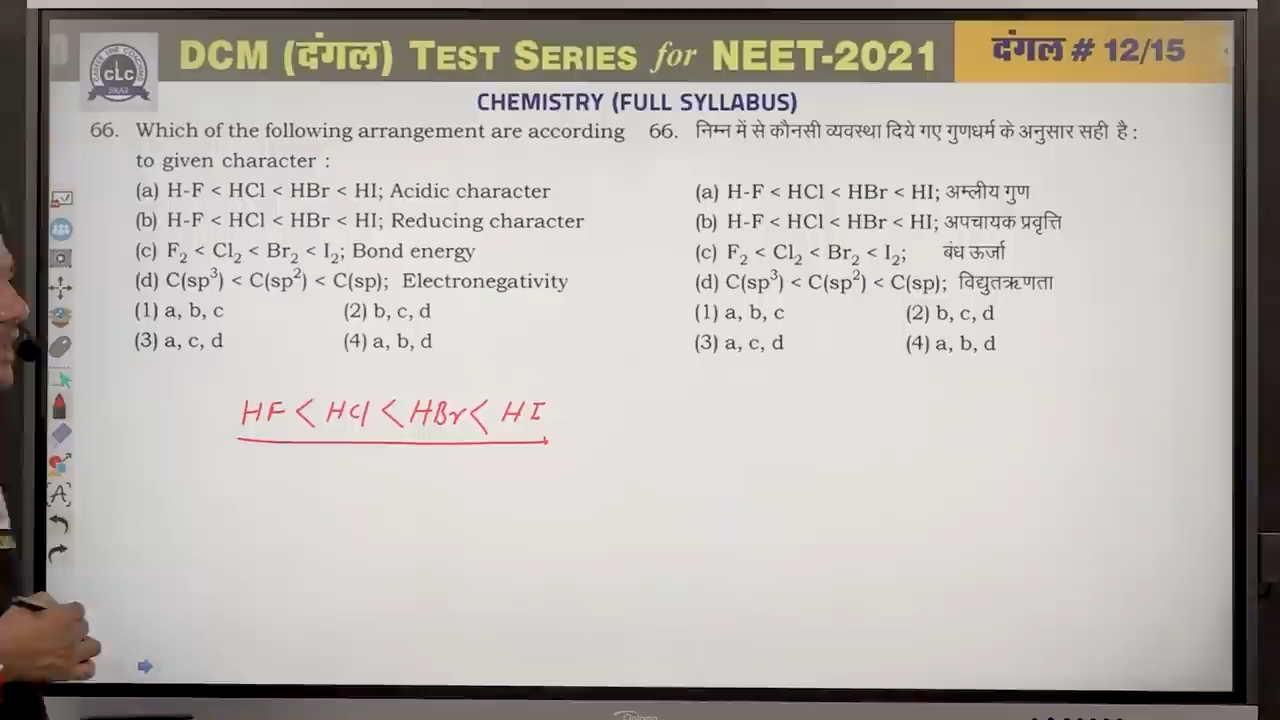 DCM (दंगल) TEST SERIES for NEET-2021
दंगल # 12/15
CLC
SIKAR
CHEMISTRY (FULL SYLLABUS)
66. Which of the following arrangement are according
to given character :
(a) H-F < HCl < HBr < HI; Acidic character
(b) H-F < HCl < HBr < HI; Reducing character
(c) F₂ < Cl₂ < Br₂ < I₂; Bond energy
(d) C(sp³) < C(sp²) < C(sp); Electronegativity
(1) a, b, c (2) b, c, d
(3) a, c, d (4) a, b, d
66. निम्न में से कौनसी व्यवस्था दिये गए गुणधर्म के अनुसार सही है :
(a) H-F < HCl < HBr < HI; अम्लीय गुण
(b) H-F < HCl < HBr < HI; अपचायक प्रवृत्ति
(c) F₂ < Cl₂ < Br₂ < I₂; बंध ऊर्जा
(d) C(sp³) < C(sp²) < C(sp); विद्युतऋणता
(1) a, b, c (2) b, c, d
(3) a, c, d (4) a, b, d
HF < HCl < HBr < HI
[A]
Optoma